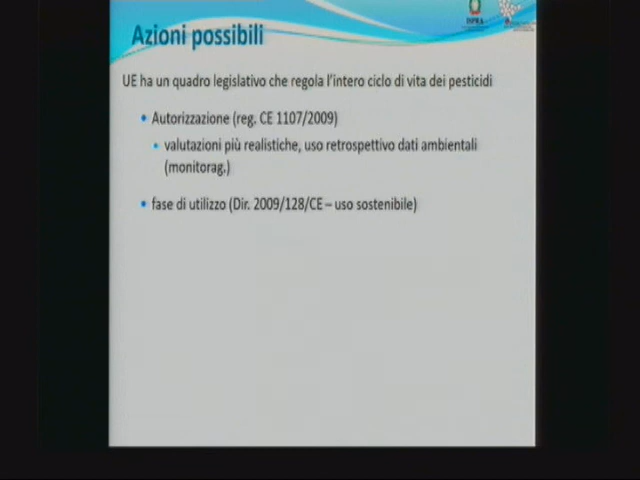 Azioni possibili
ISPRA
UE ha un quadro legislativo che regola l'intero ciclo di vita dei pesticidi
• Autorizzazione (reg. CE 1107/2009)
• valutazioni più realistiche, uso retrospettivo dati ambientali
(monitorag.)
• fase di utilizzo (Dir. 2009/128/CE – uso sostenibile)